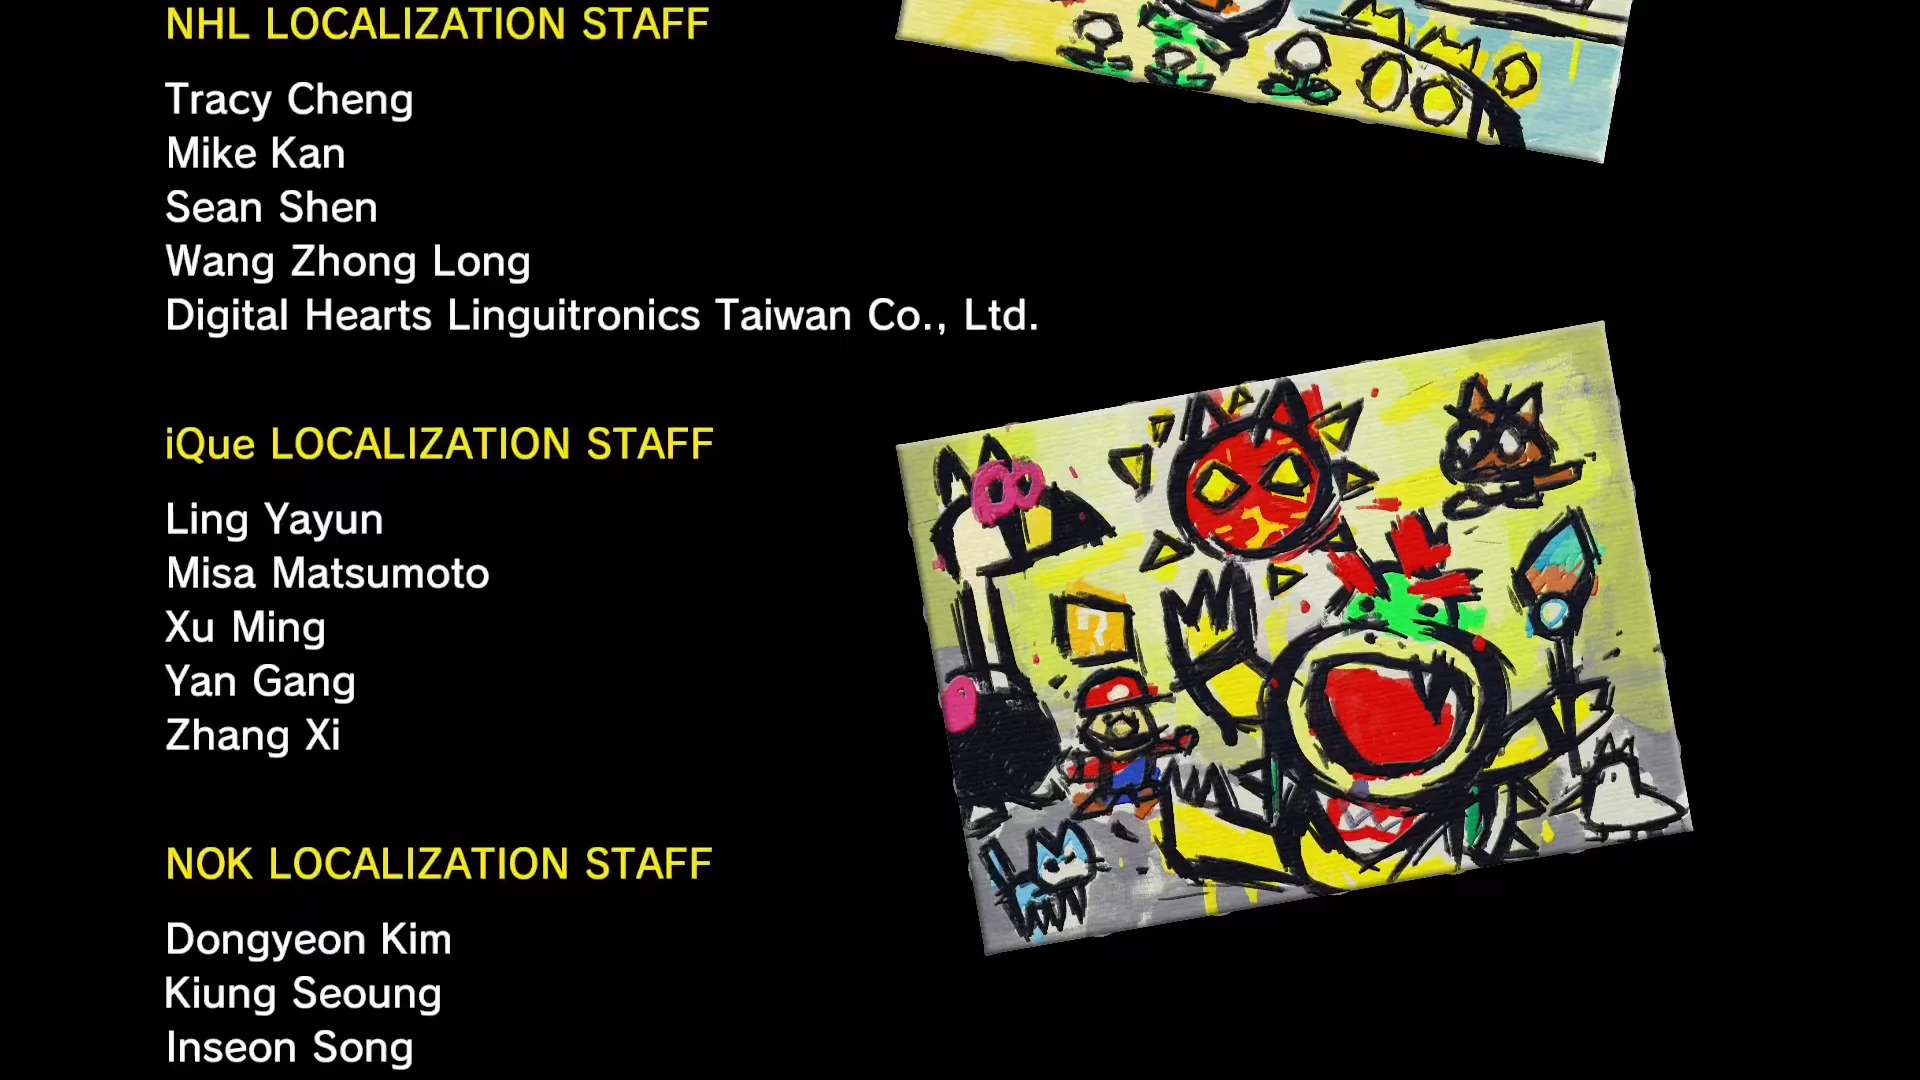 NHL LOCALIZATION STAFF
Tracy Cheng
Mike Kan
Sean Shen
Wang Zhong Long
Digital Hearts Linguitronics Taiwan Co., Ltd.
iQue LOCALIZATION STAFF
Ling Yayun
Misa Matsumoto
Xu Ming
Yan Gang
Zhang Xi
NOK LOCALIZATION STAFF
Dongyeon Kim
Kiung Seoung
Inseon Song
?